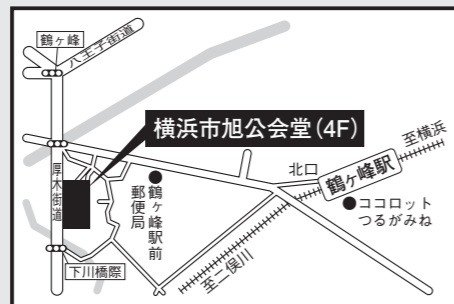 鶴ヶ峰
八王子街道
横浜市旭公会堂(4F)
至横浜
北口
鶴ヶ峰駅
厚木街道
鶴ヶ峰駅前
郵便局
ココロット
つるがみね
至二俣川
下川橋際